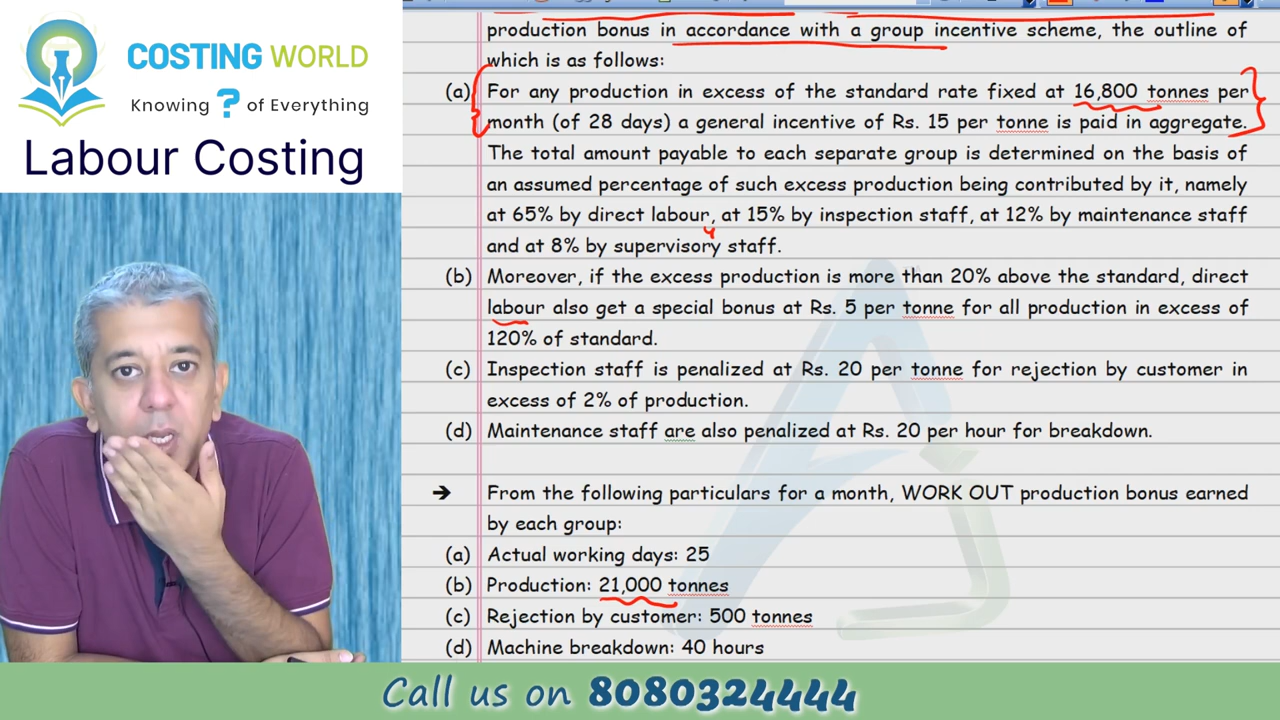 COSTING WORLD
Knowing ? of Everything
Labour Costing
production bonus in accordance with a group incentive scheme, the outline of
which is as follows:
(a) For any production in excess of the standard rate fixed at 16,800 tonnes per
month (of 28 days) a general incentive of Rs. 15 per tonne is paid in aggregate.
The total amount payable to each separate group is determined on the basis of
an assumed percentage of such excess production being contributed by it, namely
at 65% by direct labour, at 15% by inspection staff, at 12% by maintenance staff
and at 8% by supervisory staff.
(b) Moreover, if the excess production is more than 20% above the standard, direct
labour also get a special bonus at Rs. 5 per tonne for all production in excess of
120% of standard.
(c) Inspection staff is penalized at Rs. 20 per tonne for rejection by customer in
excess of 2% of production.
(d) Maintenance staff are also penalized at Rs. 20 per hour for breakdown.
➔ From the following particulars for a month, WORK OUT production bonus earned
by each group:
(a) Actual working days: 25
(b) Production: 21,000 tonnes
(c) Rejection by customer: 500 tonnes
(d) Machine breakdown: 40 hours
Call us on 8080324444